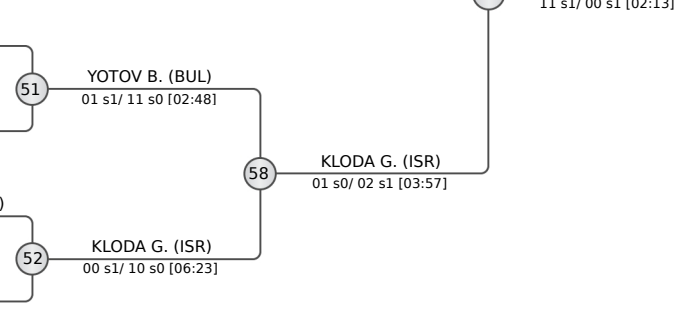 11 s1/ 00 s1 [02:13]
51
YOTOV B. (BUL)
01 s1/ 11 s0 [02:48]
58
KLODA G. (ISR)
01 s0/ 02 s1 [03:57]
)
52
KLODA G. (ISR)
00 s1/ 10 s0 [06:23]